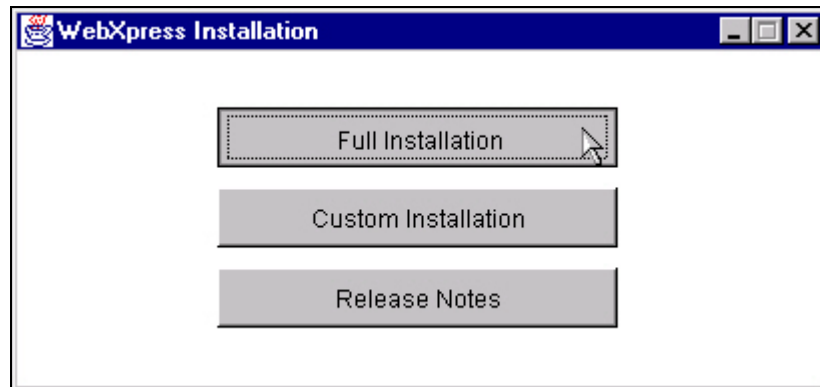 WebXpress Installation
Full Installation
Custom Installation
Release Notes